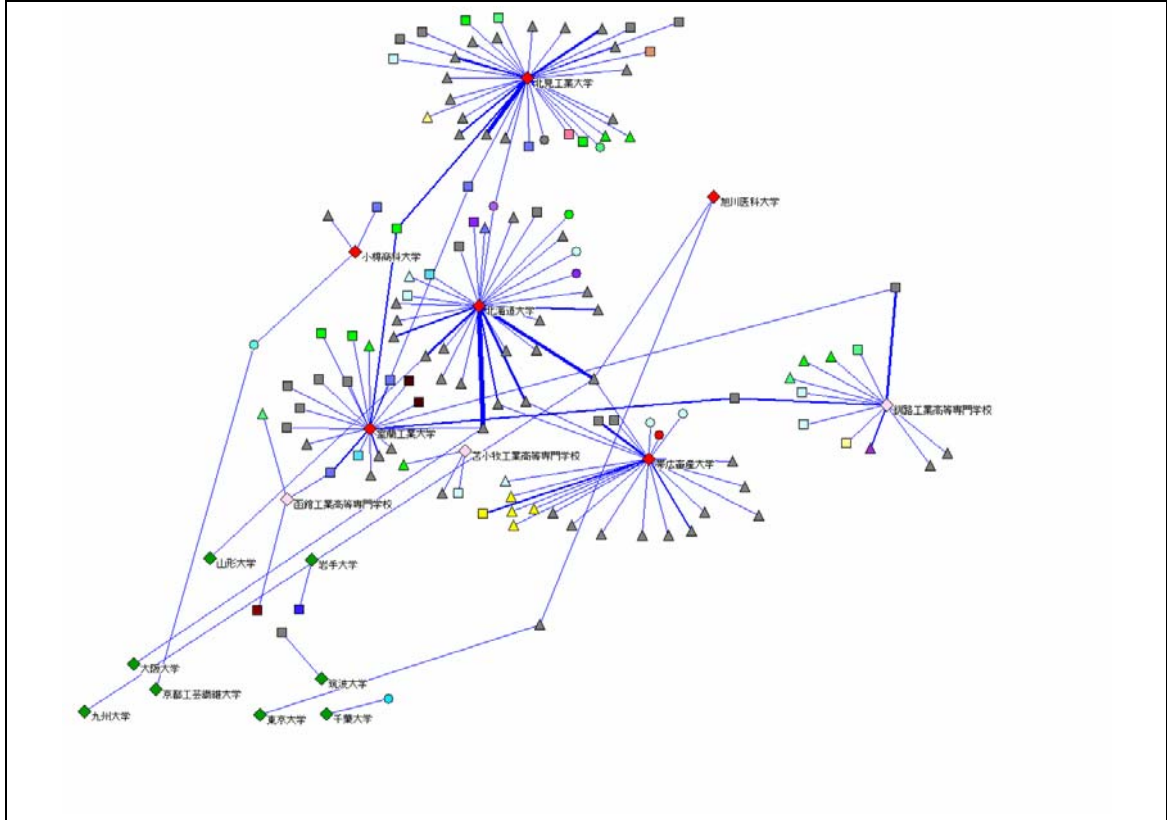 北見工業大学
旭川医科大学
小樽商科大学
北海道大学
釧路工業高等専門学校
室蘭工業大学
苫小牧工業高等専門学校
帯広畜産大学
函館工業高等専門学校
山形大学
岩手大学
大阪大学
筑波大学
京都工芸繊維大学
九州大学
東京大学
千葉大学